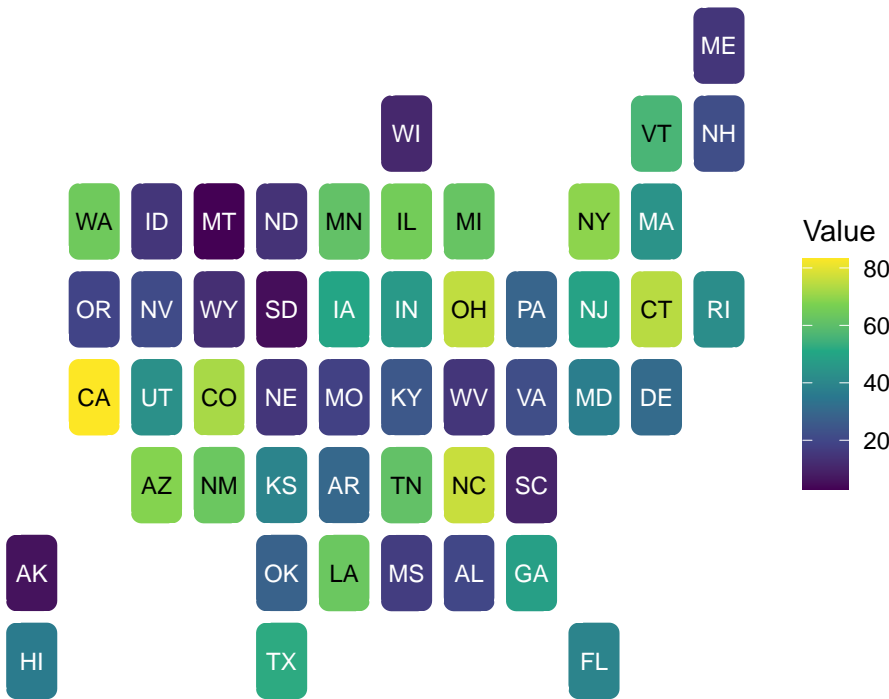 ME
WI VT NH
WA ID MT ND MN IL MI NY MA
OR NV WY SD IA IN OH PA NJ CT RI
CA UT CO NE MO KY WV VA MD DE
AZ NM KS AR TN NC SC
AK OK LA MS AL GA
HI TX FL
Value
80
60
40
20